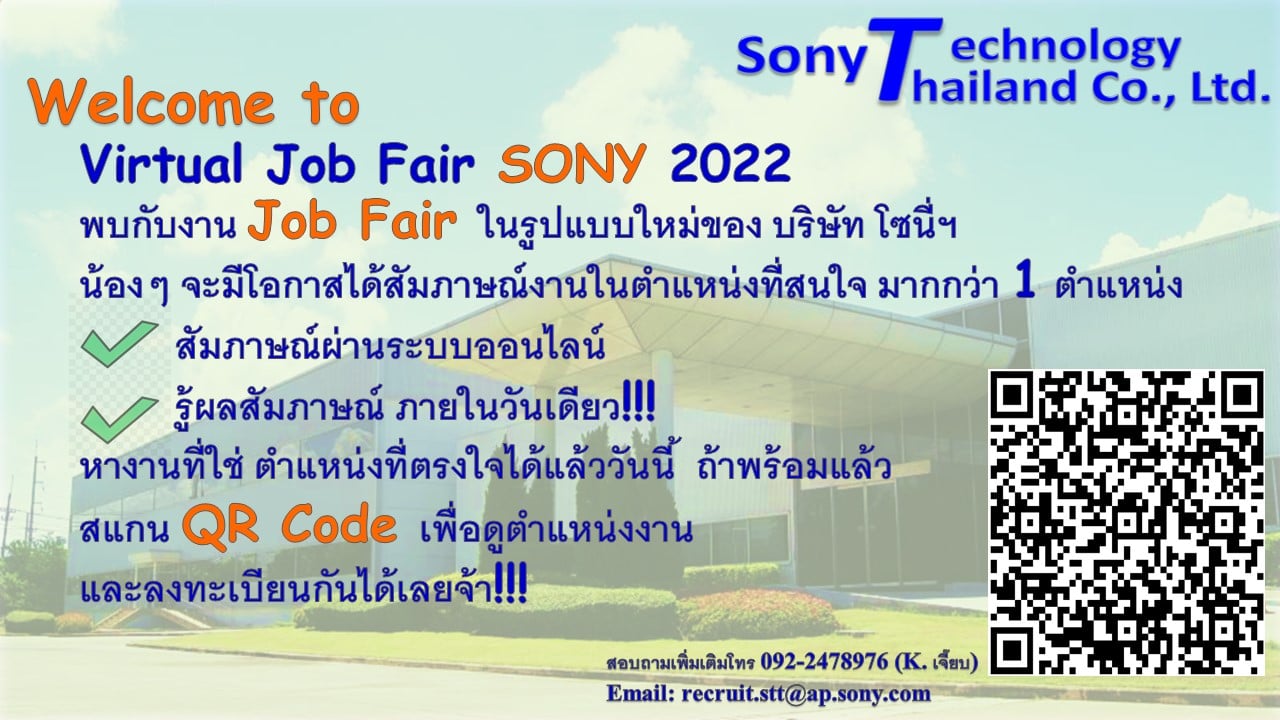 Sony Technology
Thailand Co., Ltd.
Welcome to
Virtual Job Fair SONY 2022
พบกับงาน Job Fair ในรูปแบบใหม่ของ บริษัท โซนี่ฯ
น้องๆ จะมีโอกาสได้สัมภาษณ์งานในตำแหน่งที่สนใจ มากกว่า 1 ตำแหน่ง
สัมภาษณ์ผ่านระบบออนไลน์
รู้ผลสัมภาษณ์ ภายในวันเดียว!!!
หางานที่ใช่ ตำแหน่งที่ตรงใจได้แล้ววันนี้ ถ้าพร้อมแล้ว
สแกน QR Code เพื่อดูตำแหน่งงาน
และลงทะเบียนกันได้เลยจ้า!!!
สอบถามเพิ่มเติมโทร 092-2478976 (K. เจี๊ยบ)
Email: recruit.stt@ap.sony.com